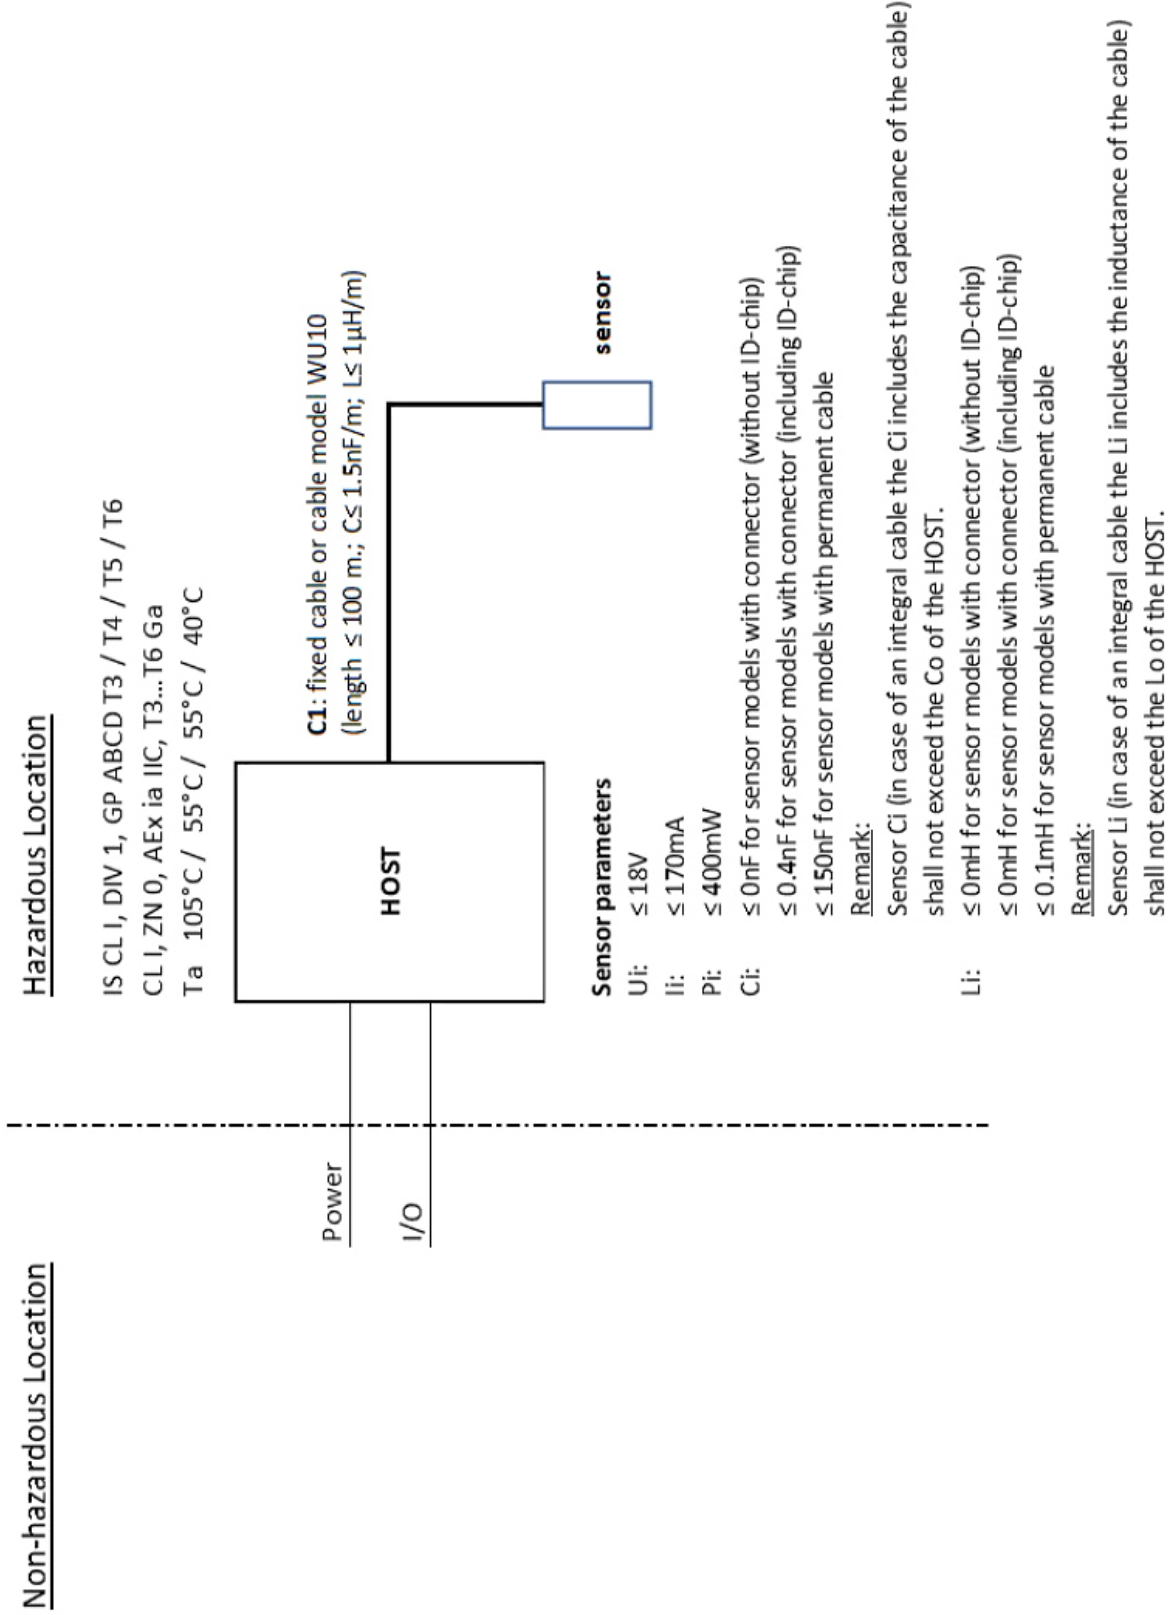 Non-hazardous Location
Hazardous Location
IS CL I, DIV 1, GP ABCD T3 / T4 / T5 / T6
CL I, ZN 0, AEx ia IIC, T3...T6 Ga
Ta 105°C / 55°C / 55°C / 40°C
C1: fixed cable or cable model WU10
(length ≤ 100 m.; C≤ 1.5nF/m; L≤ 1µH/m)
Power
I/O
HOST
sensor
Sensor parameters
Ui: ≤ 18V
Ii: ≤ 170mA
Pi: ≤ 400mW
Ci: ≤ 0nF for sensor models with connector (without ID-chip)
≤ 0.4nF for sensor models with connector (including ID-chip)
≤ 150nF for sensor models with permanent cable
Remark:
Sensor Ci (in case of an integral cable the Ci includes the capacitance of the cable)
shall not exceed the Co of the HOST.
Li: ≤ 0mH for sensor models with connector (without ID-chip)
≤ 0mH for sensor models with connector (including ID-chip)
≤ 0.1mH for sensor models with permanent cable
Remark:
Sensor Li (in case of an integral cable the Li includes the inductance of the cable)
shall not exceed the Lo of the HOST.